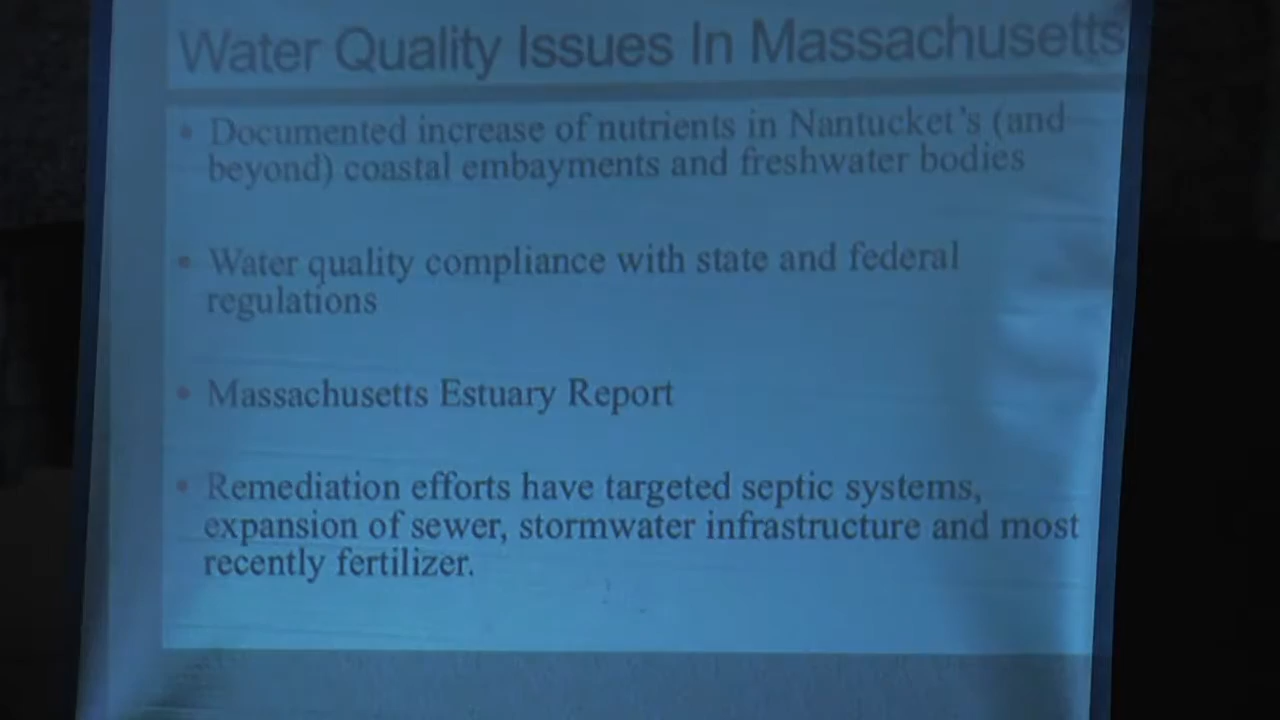 Water Quality Issues In Massachusetts
• Documented increase of nutrients in Nantucket's (and
beyond) coastal embayments and freshwater bodies
• Water quality compliance with state and federal
regulations
• Massachusetts Estuary Report
• Remediation efforts have targeted septic systems,
expansion of sewer, stormwater infrastructure and most
recently fertilizer.